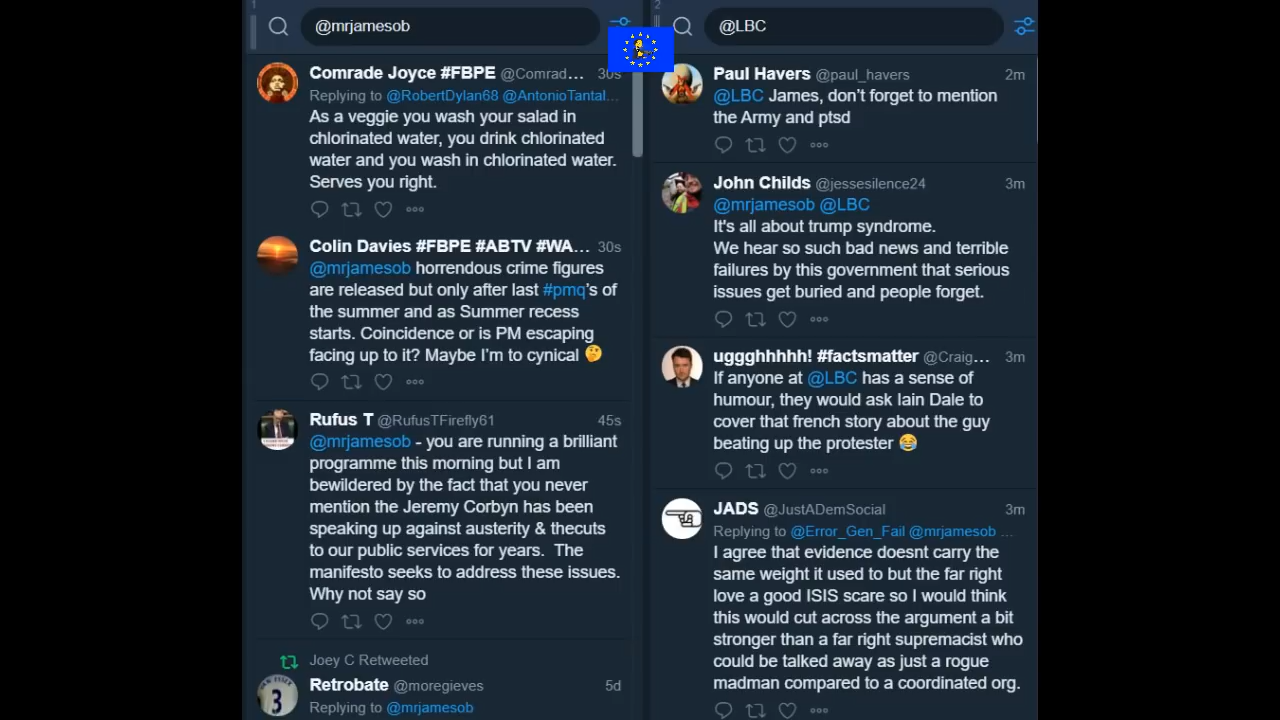 1
@mrjamesob
Comrade Joyce #FBPE @Comrad... 30s
Replying to @RobertDylan68 @AntonioTantal...
As a veggie you wash your salad in
chlorinated water, you drink chlorinated
water and you wash in chlorinated water.
Serves you right.
Colin Davies #FBPE #ABTV #WA... 30s
@mrjamesob horrendous crime figures
are released but only after last #pmq's of
the summer and as Summer recess
starts. Coincidence or is PM escaping
facing up to it? Maybe I'm to cynical 🤔
Rufus T @RufusTFirefly61 45s
@mrjamesob - you are running a brilliant
programme this morning but I am
bewildered by the fact that you never
mention the Jeremy Corbyn has been
speaking up against austerity & thecuts
to our public services for years. The
manifesto seeks to address these issues.
Why not say so
Joey C Retweeted
Retrobate @moregieves 5d
Replying to @mrjamesob
3
2
@LBC
Paul Havers @paul_havers 2m
@LBC James, don't forget to mention
the Army and ptsd
John Childs @jessesilence24 3m
@mrjamesob @LBC
It's all about trump syndrome.
We hear so such bad news and terrible
failures by this government that serious
issues get buried and people forget.
uggghhhhh! #factsmatter @Craig... 3m
If anyone at @LBC has a sense of
humour, they would ask Iain Dale to
cover that french story about the guy
beating up the protester 😂
JADS @JustADemSocial 3m
Replying to @Error_Gen_Fail @mrjamesob ...
I agree that evidence doesnt carry the
same weight it used to but the far right
love a good ISIS scare so I would think
this would cut across the argument a bit
stronger than a far right supremacist who
could be talked away as just a rogue
madman compared to a coordinated org.